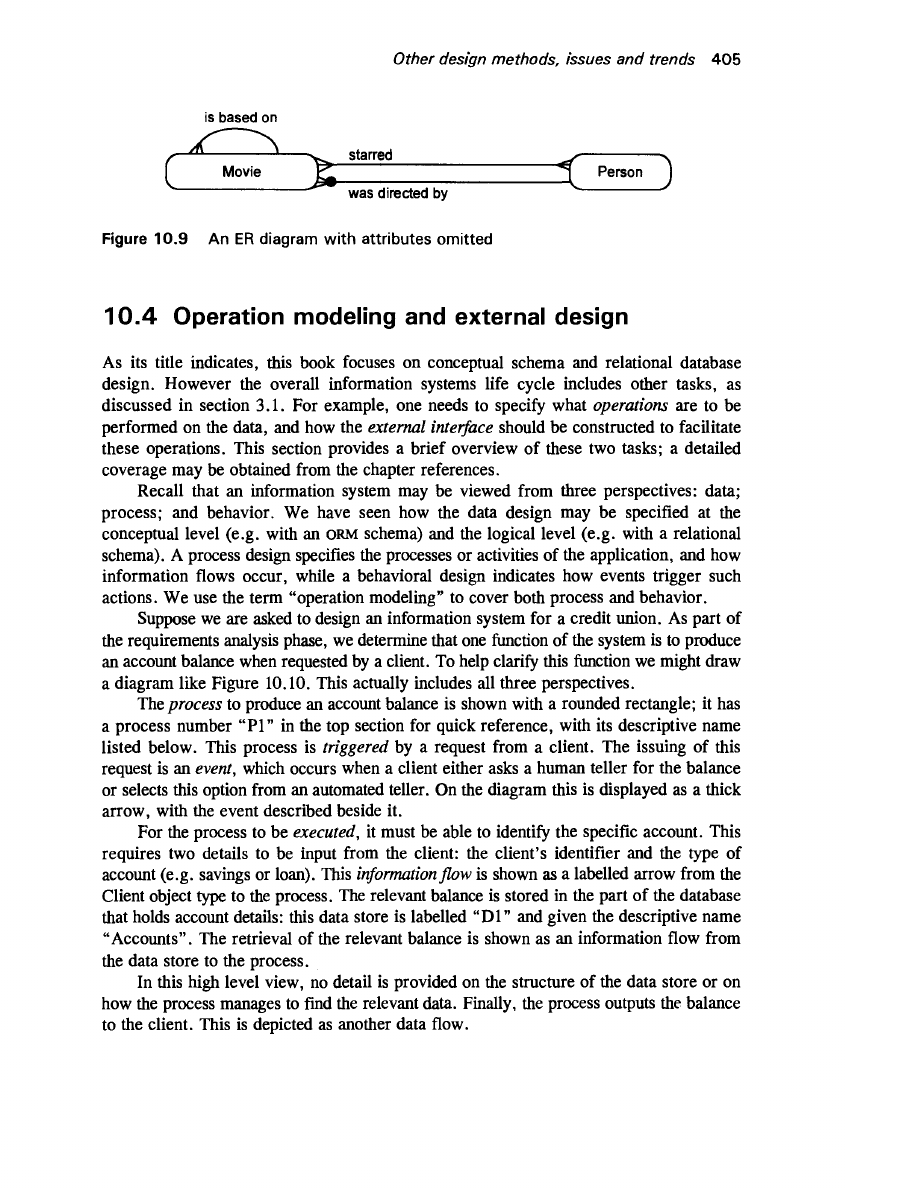 Other design methods, issues and trends 405
is based on
starred
Movie
Person
was directed by
Figure 10.9 An ER diagram with attributes omitted
10.4 Operation modeling and external design
As its title indicates, this book focuses on conceptual schema and relational database
design. However the overall information systems life cycle includes other tasks, as
discussed in section 3.1. For example, one needs to specify what operations are to be
performed on the data, and how the external interface should be constructed to facilitate
these operations. This section provides a brief overview of these two tasks; a detailed
coverage may be obtained from the chapter references.
Recall that an information system may be viewed from three perspectives: data;
process; and behavior. We have seen how the data design may be specified at the
conceptual level (e.g. with an ORM schema) and the logical level (e.g. with a relational
schema). A process design specifies the processes or activities of the application, and how
information flows occur, while a behavioral design indicates how events trigger such
actions. We use the term “operation modeling” to cover both process and behavior.
Suppose we are asked to design an information system for a credit union. As part of
the requirements analysis phase, we determine that one function of the system is to produce
an account balance when requested by a client. To help clarify this function we might draw
a diagram like Figure 10.10. This actually includes all three perspectives.
The process to produce an account balance is shown with a rounded rectangle; it has
a process number “P1” in the top section for quick reference, with its descriptive name
listed below. This process is triggered by a request from a client. The issuing of this
request is an event, which occurs when a client either asks a human teller for the balance
or selects this option from an automated teller. On the diagram this is displayed as a thick
arrow, with the event described beside it.
For the process to be executed, it must be able to identify the specific account. This
requires two details to be input from the client: the client's identifier and the type of
account (e.g. savings or loan). This information flow is shown as a labelled arrow from the
Client object type to the process. The relevant balance is stored in the part of the database
that holds account details: this data store is labelled “D1” and given the descriptive name
“Accounts”. The retrieval of the relevant balance is shown as an information flow from
the data store to the process.
In this high level view, no detail is provided on the structure of the data store or on
how the process manages to find the relevant data. Finally, the process outputs the balance
to the client. This is depicted as another data flow.